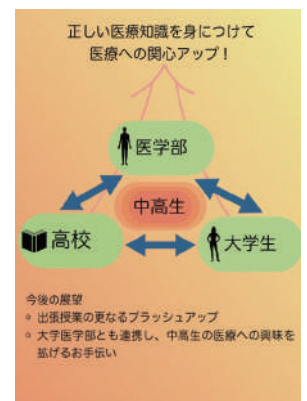 正しい医療知識を身につけて
医療への関心アップ！
医学部
中高生
高校
大学生
今後の展望
出張授業の更なるブラッシュアップ
大学医学部とも連携し、中高生の医療への興味を
拡げるお手伝い